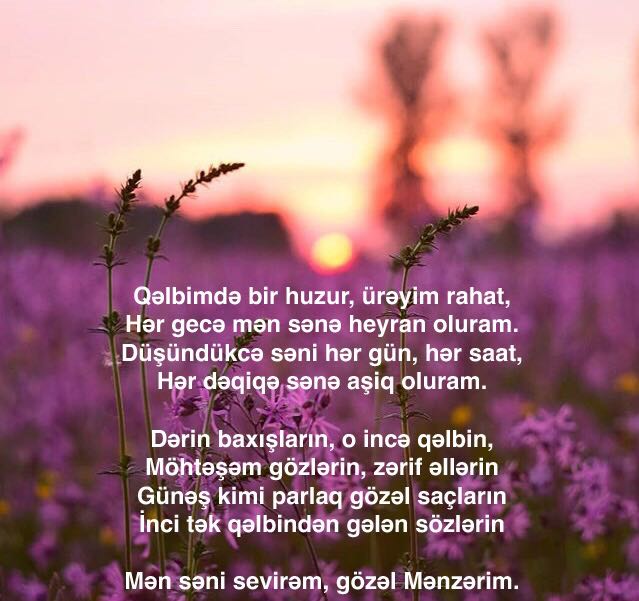 Qəlbimdə bir huzur, ürəyim rahat,
Hər gecə mən sənə heyran oluram.
Düşündükcə səni hər gün, hər saat,
Hər dəqiqə sənə aşiq oluram.
Dərin baxışların, o incə qəlbin,
Möhtəşəm gözlərin, zərif əllərin
Günəş kimi parlaq gözəl saçların
İnci tək qəlbindən gələn sözlərin
Mən səni sevirəm, gözəl Mənzərim.